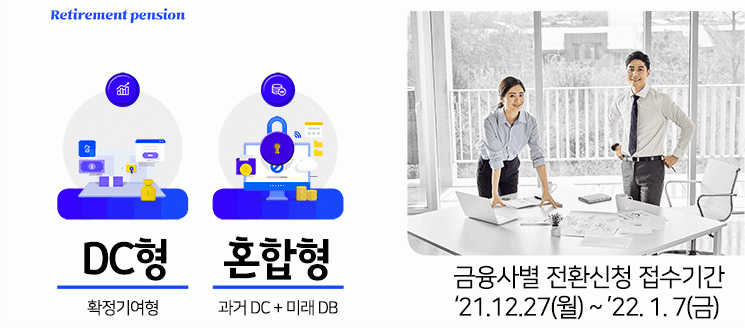 Retirement pension
DC형
확정기여형
혼합형
과거 DC + 미래 DB
금융사별 전환신청 접수기간
’21.12.27(월) ~ ’22. 1. 7(금)